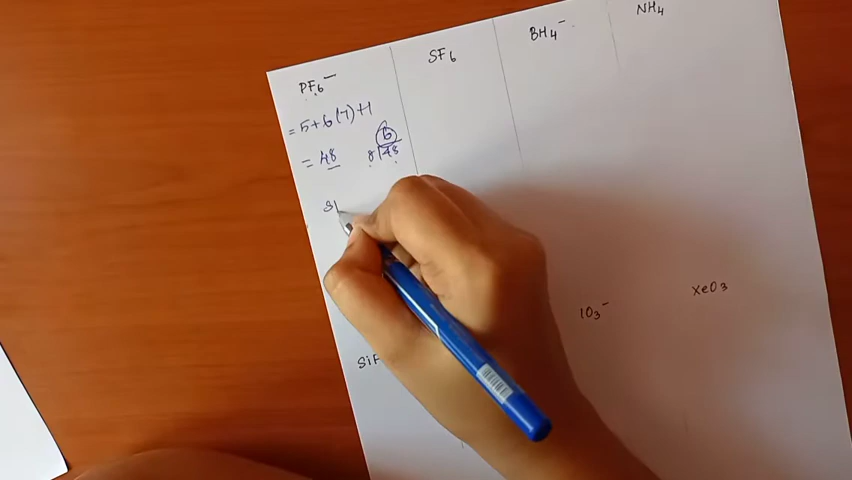 PF6⁻
SF6
BH4⁻
NH4
= 5+6(7)+1
= 48
6
8 48
IO3⁻
XeO3
SiF